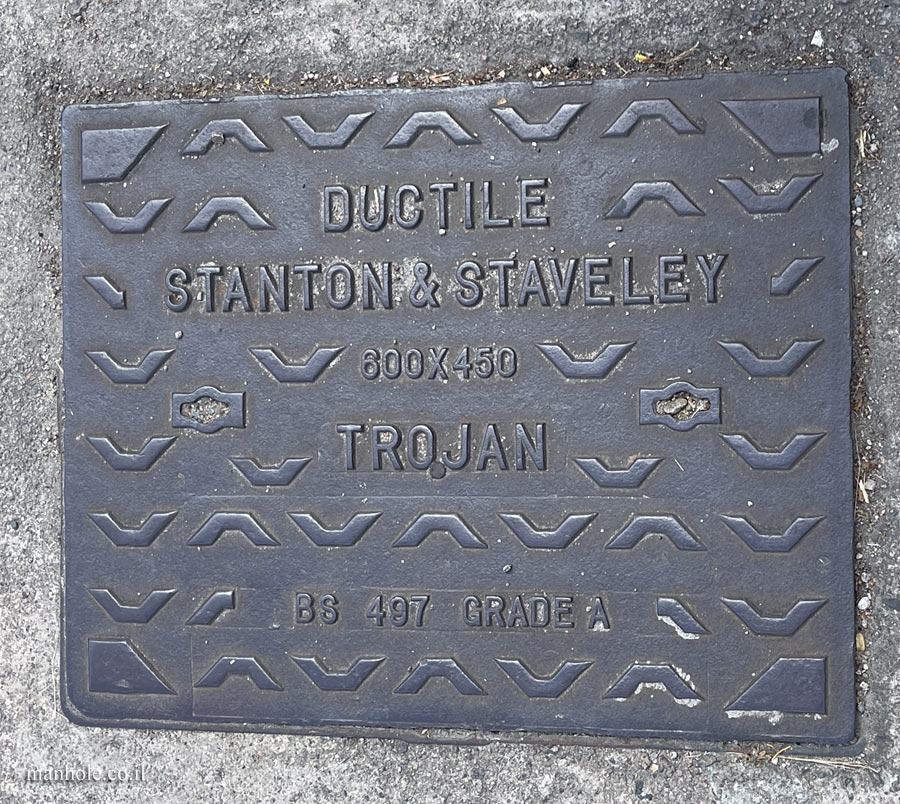 DUCTILE
STANTON & STAVELEY
600X450
TROJAN
BS 497 GRADE A
manhole.co.il